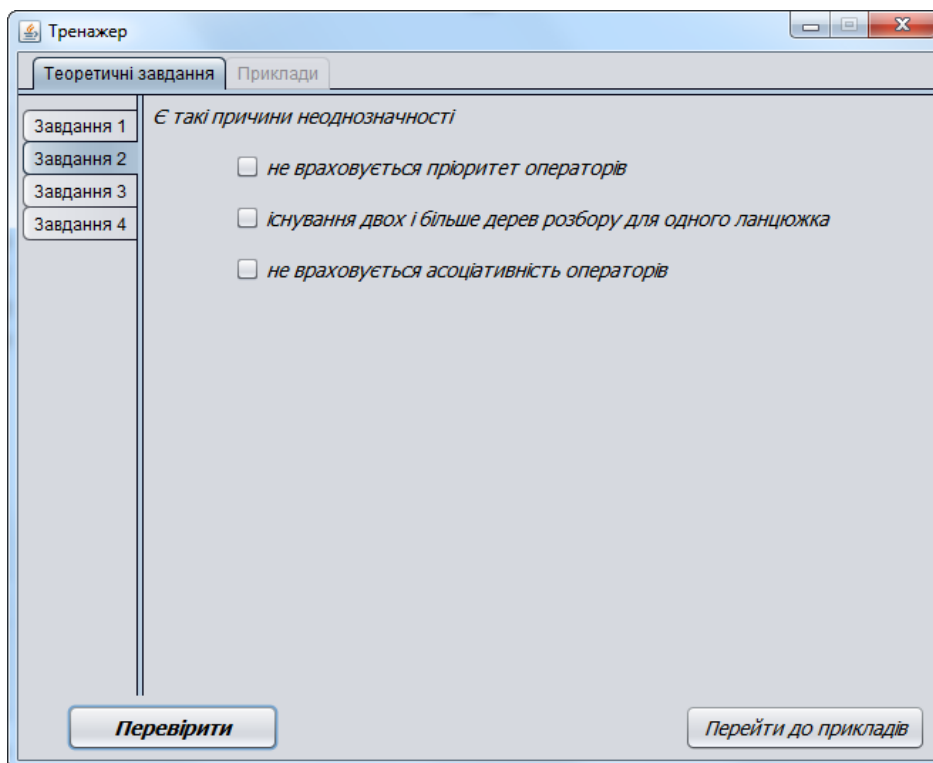 Тренажер
Теоретичні завдання
Приклади
Завдання 1
Завдання 2
Завдання 3
Завдання 4
Є такі причини неоднозначності
не враховується пріоритет операторів
існування двох і більше дерев розбору для одного ланцюжка
не враховується асоціативність операторів
Перевірити
Перейти до прикладів